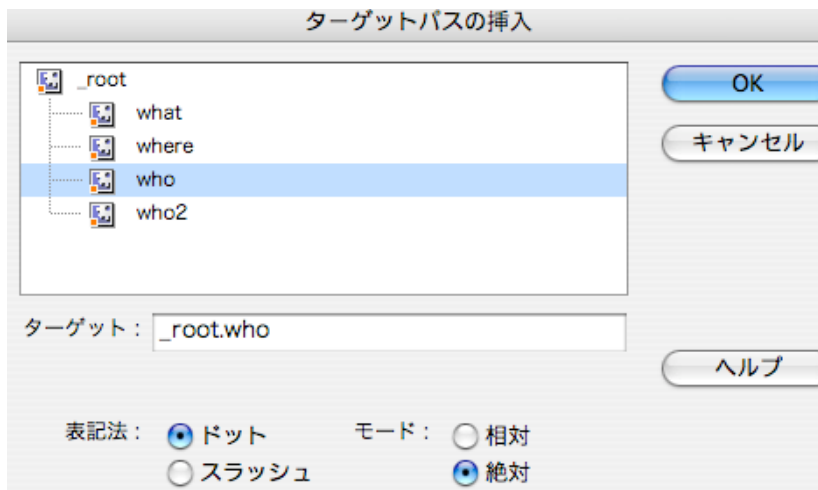 ターゲットパスの挿入
_root
what
where
who
who2
OK
キャンセル
ターゲット : _root.who
ヘルプ
表記法 : ドット モード : 相対
スラッシュ 絶対